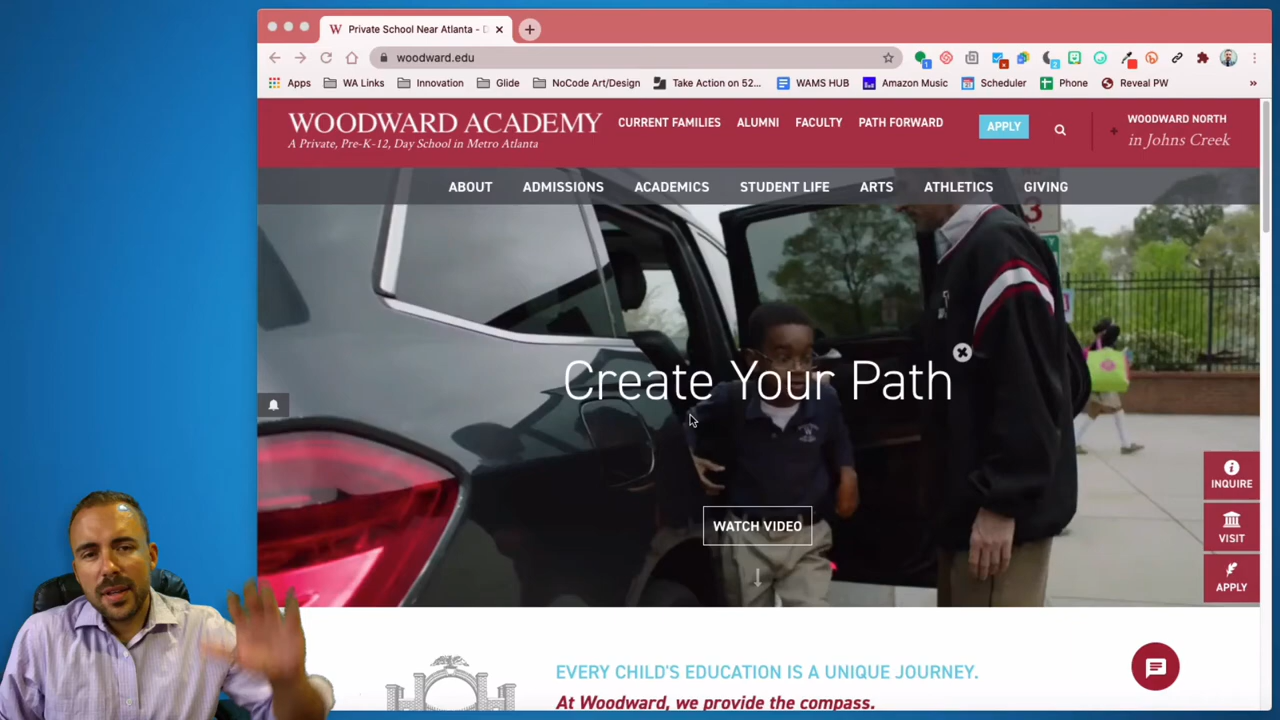 W Private School Near Atlanta - D
woodward.edu
1
2
Apps WA Links Innovation Glide NoCode Art/Design Take Action on 52... WAMS HUB Amazon Music Scheduler Phone Reveal PW »
WOODWARD ACADEMY
A Private, Pre-K-12, Day School in Metro Atlanta
CURRENT FAMILIES ALUMNI FACULTY PATH FORWARD
APPLY
WOODWARD NORTH
in Johns Creek
ABOUT ADMISSIONS ACADEMICS STUDENT LIFE ARTS ATHLETICS GIVING
3
Create Your Path
WATCH VIDEO
INQUIRE
VISIT
APPLY
EVERY CHILD'S EDUCATION IS A UNIQUE JOURNEY.
At Woodward, we provide the compass.